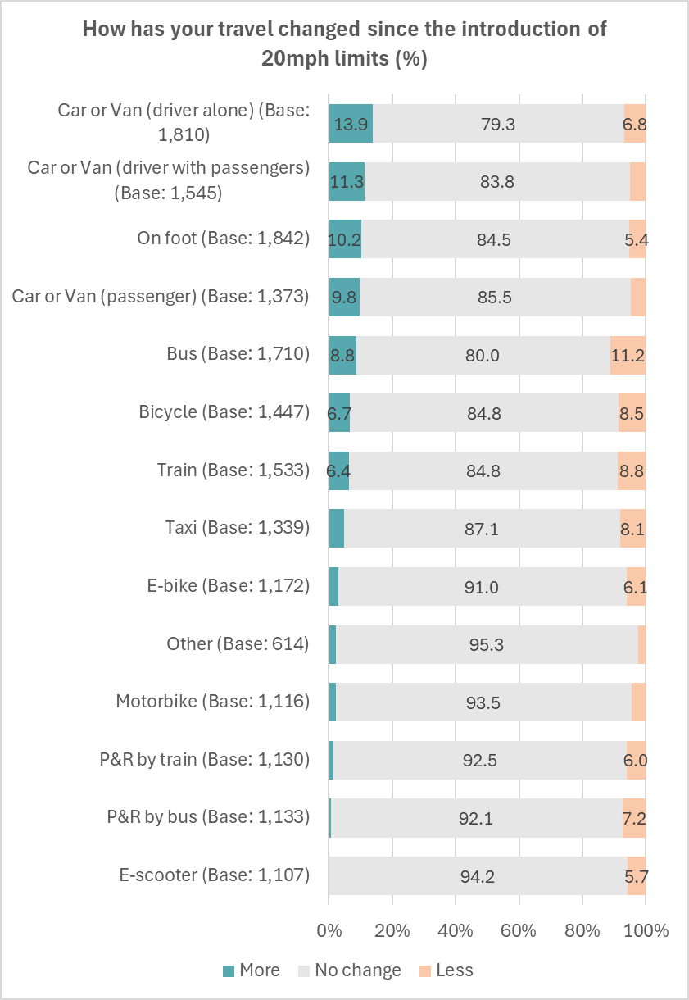 How has your travel changed since the introduction of
20mph limits (%)
Car or Van (driver alone) (Base:
1,810)
13.9 79.3 6.8
Car or Van (driver with passengers)
(Base: 1,545)
11.3 83.8
On foot (Base: 1,842) 10.2 84.5 5.4
Car or Van (passenger) (Base: 1,373) 9.8 85.5
Bus (Base: 1,710) 8.8 80.0 11.2
Bicycle (Base: 1,447) 6.7 84.8 8.5
Train (Base: 1,533) 6.4 84.8 8.8
Taxi (Base: 1,339) 87.1 8.1
E-bike (Base: 1,172) 91.0 6.1
Other (Base: 614) 95.3
Motorbike (Base: 1,116) 93.5
P&R by train (Base: 1,130) 92.5 6.0
P&R by bus (Base: 1,133) 92.1 7.2
E-scooter (Base: 1,107) 94.2 5.7
0% 20% 40% 60% 80% 100%
More No change Less